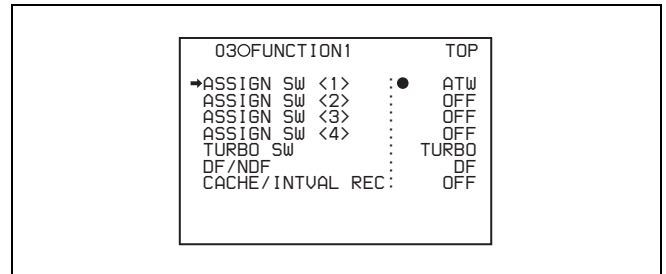 03○FUNCTION1 TOP
➡ASSIGN SW <1> :● ATW
ASSIGN SW <2> : OFF
ASSIGN SW <3> : OFF
ASSIGN SW <4> : OFF
TURBO SW : TURBO
DF/NDF : DF
CACHE/INTVAL REC: OFF